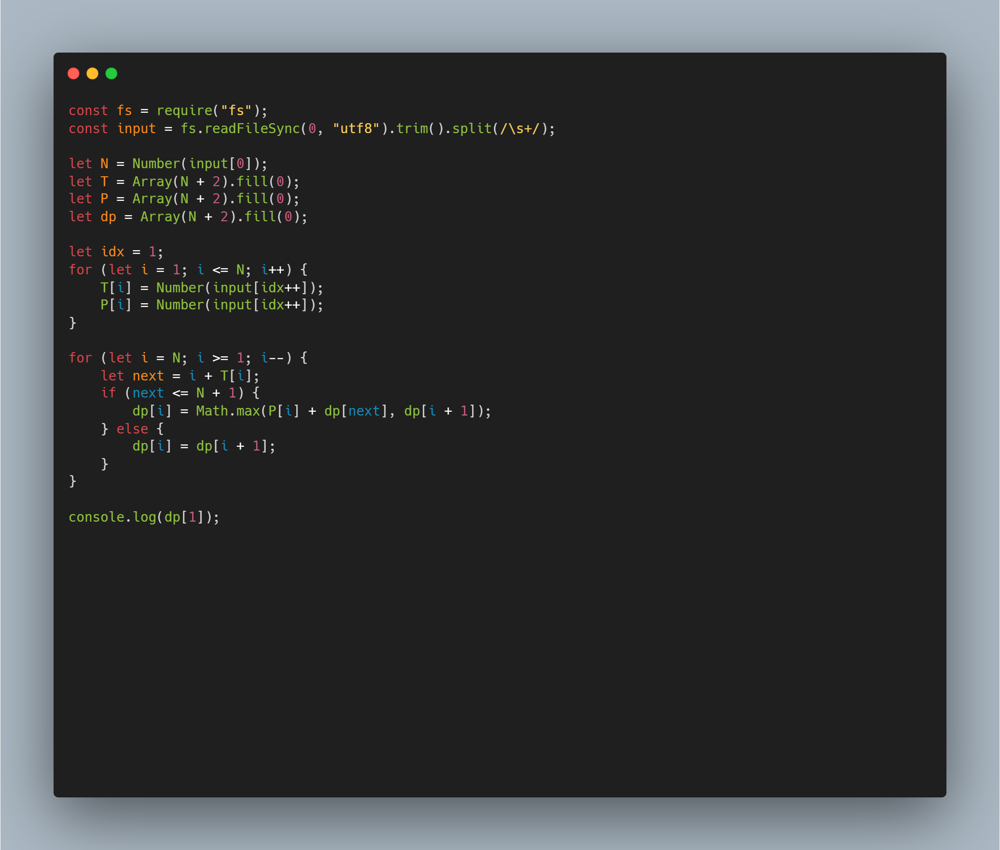 const fs = require("fs");
const input = fs.readFileSync(0, "utf8").trim().split(/\s+/);

let N = Number(input[0]);
let T = Array(N + 2).fill(0);
let P = Array(N + 2).fill(0);
let dp = Array(N + 2).fill(0);

let idx = 1;
for (let i = 1; i <= N; i++) {
    T[i] = Number(input[idx++]);
    P[i] = Number(input[idx++]);
}

for (let i = N; i >= 1; i--) {
    let next = i + T[i];
    if (next <= N + 1) {
        dp[i] = Math.max(P[i] + dp[next], dp[i + 1]);
    } else {
        dp[i] = dp[i + 1];
    }
}

console.log(dp[1]);